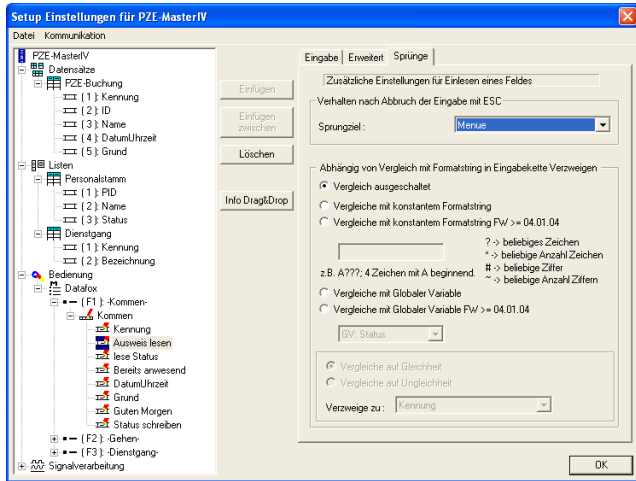 Setup Einstellungen für PZE-MasterIV
Datei Kommunikation
PZE-MasterIV
Datensätze
PZE-Buchung
( 1 ): Kennung
( 2 ): ID
( 3 ): Name
( 4 ): DatumUhrzeit
( 5 ): Grund
Listen
Personalstamm
( 1 ): PID
( 2 ): Name
( 3 ): Status
Dienstgang
( 1 ): Kennung
( 2 ): Bezeichnung
Bedienung
Datafox
( F1 ): -Kommen-
Kommen
Kennung
Ausweis lesen
lese Status
Bereits anwesend
DatumUhrzeit
Grund
Guten Morgen
Status schreiben
( F2 ): -Gehen-
( F3 ): -Dienstgang-
Signalverarbeitung
Einfügen
Einfügen
zwischen
Löschen
Info Drag&Drop
Eingabe Erweitert Sprünge
Zusätzliche Einstellungen für Einlesen eines Feldes
Verhalten nach Abbruch der Eingabe mit ESC
Sprungziel : Menue
Abhängig von Vergleich mit Formatstring in Eingabekette Verzweigen
Vergleich ausgeschaltet
Vergleiche mit konstantem Formatstring
Vergleiche mit konstantem Formatstring FW >= 04.01.04
? -> beliebiges Zeichen
* -> beliebige Anzahl Zeichen
# -> beliebige Ziffer
~ -> beliebige Anzahl Ziffern
z.B. A???; 4 Zeichen mit A beginnend.
Vergleiche mit Globaler Variable
Vergleiche mit Globaler Variable FW >= 04.01.04
GV: Status
Vergleiche auf Gleichheit
Vergleiche auf Ungleichheit
Verzweige zu : Kennung
OK